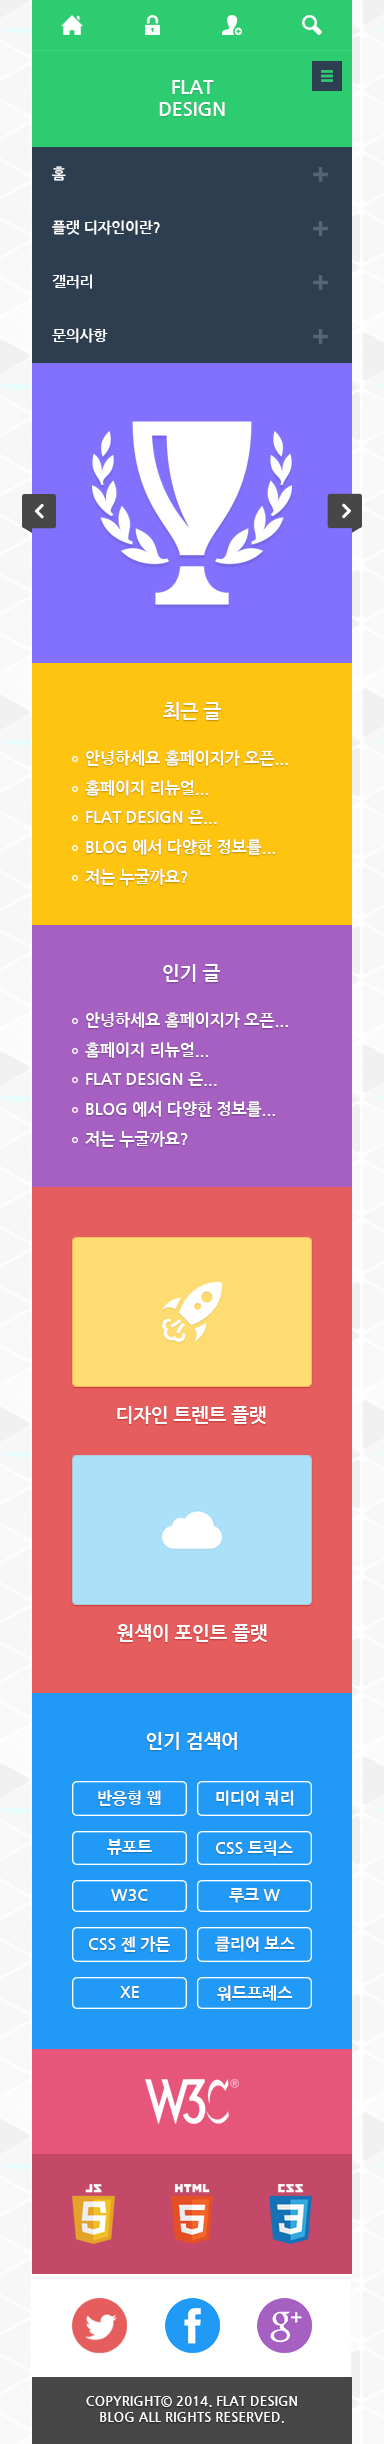 FLAT
DESIGN
홈
플랫 디자인이란?
갤러리
문의사항
최근 글
안녕하세요 홈페이지가 오픈...
홈페이지 리뉴얼...
FLAT DESIGN 은...
BLOG 에서 다양한 정보를...
저는 누굴까요?
인기 글
안녕하세요 홈페이지가 오픈...
홈페이지 리뉴얼...
FLAT DESIGN 은...
BLOG 에서 다양한 정보를...
저는 누굴까요?
디자인 트렌트 플랫
원색이 포인트 플랫
인기 검색어
반응형 웹 미디어 쿼리
뷰포트 CSS 트릭스
W3C 루크 W
CSS 젠 가든 클리어 보스
XE 워드프레스
W3C®
JS HTML CSS
5 5 3
f g+
COPYRIGHT© 2014. FLAT DESIGN
BLOG ALL RIGHTS RESERVED.